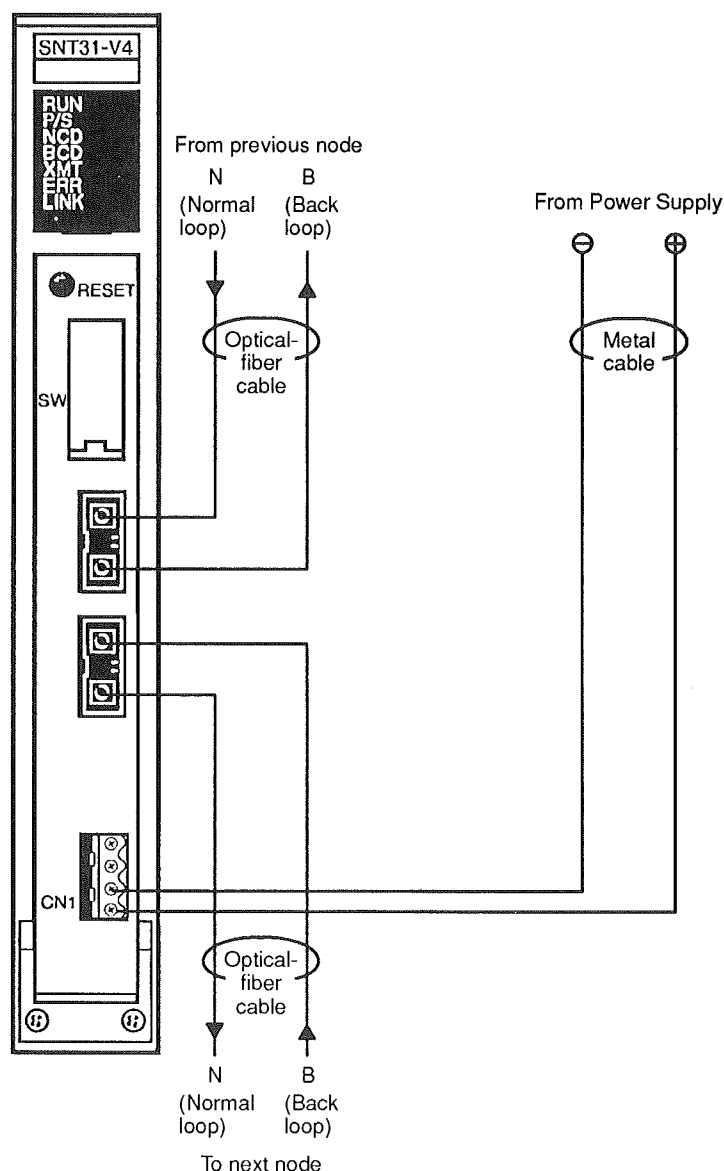 SNT31-V4
RUN
P/S
NCD
BCD
XMT
ERR
LINK
RESET
SW
CN1
From previous node
N
(Normal
loop)
B
(Back
loop)
Optical-
fiber
cable
From Power Supply
⊖ ⊕
Metal
cable
Optical-
fiber
cable
N
(Normal
loop)
B
(Back
loop)
To next node